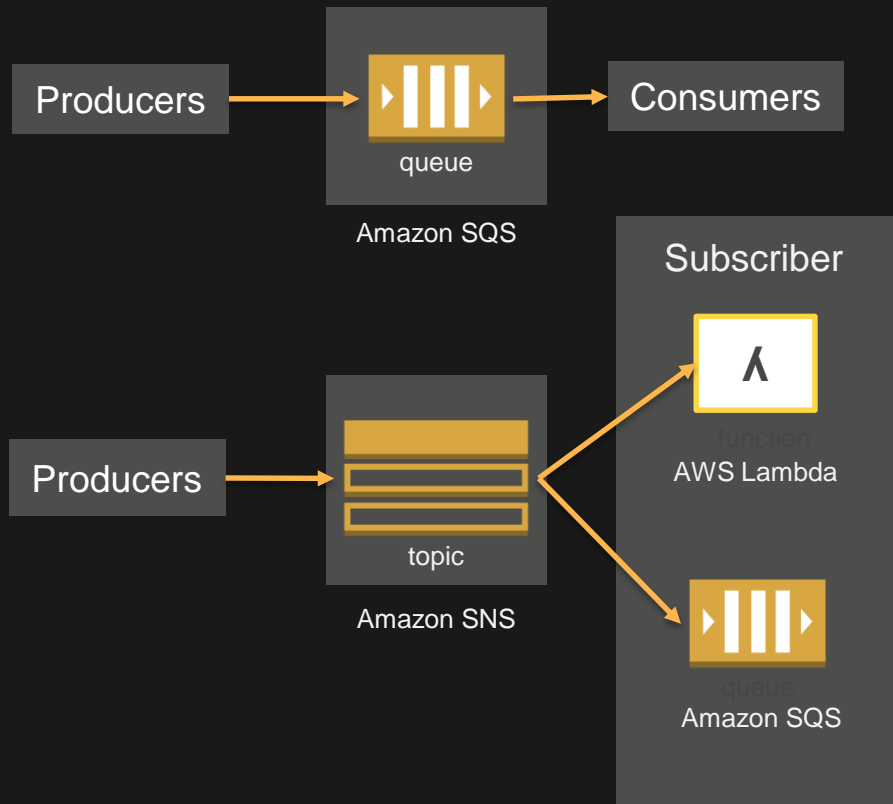 Producers
queue
Consumers
Amazon SQS
Subscriber
function
AWS Lambda
Producers
topic
Amazon SNS
queue
Amazon SQS